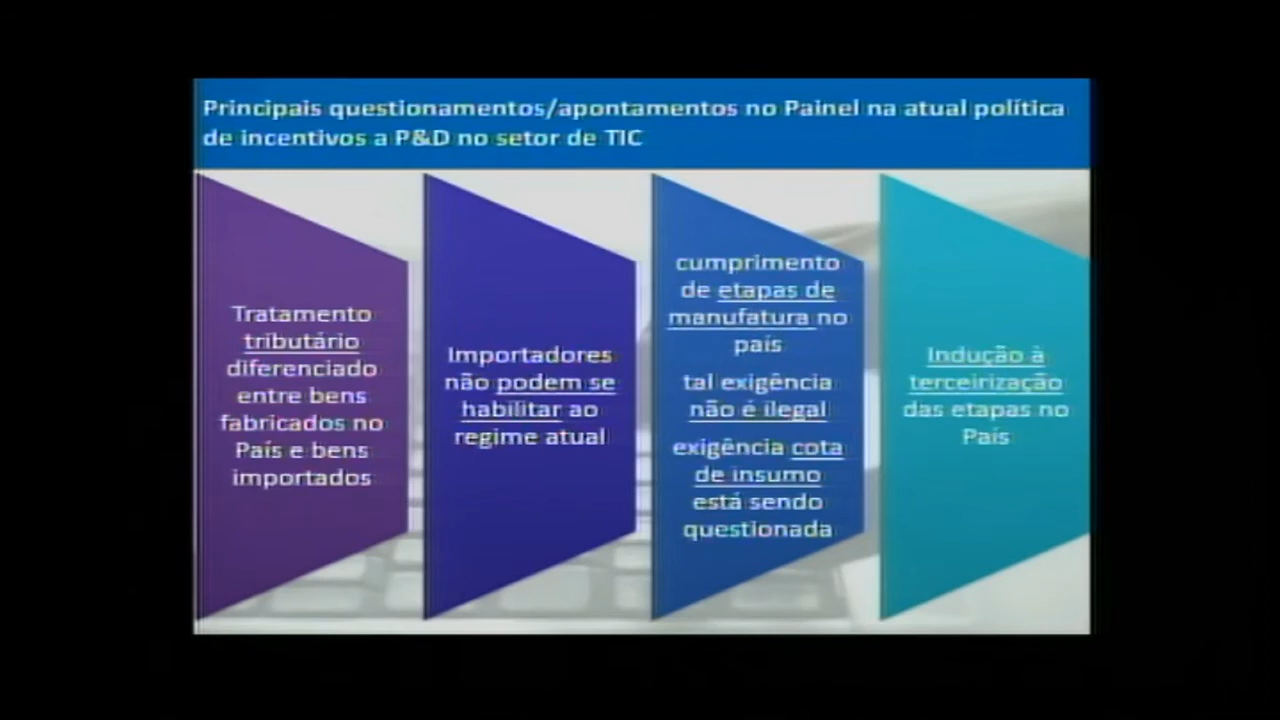 Principais questionamentos/apontamentos no Painel na atual política
de incentivos a P&D no setor de TIC
Tratamento
tributário
diferenciado
entre bens
fabricados no
País e bens
importados
Importadores
não podem se
habilitar ao
regime atual
cumprimento
de etapas de
manufatura no
país
tal exigência
não é ilegal
exigência cota
de insumo
está sendo
questionada
Indução à
terceirização
das etapas no
País